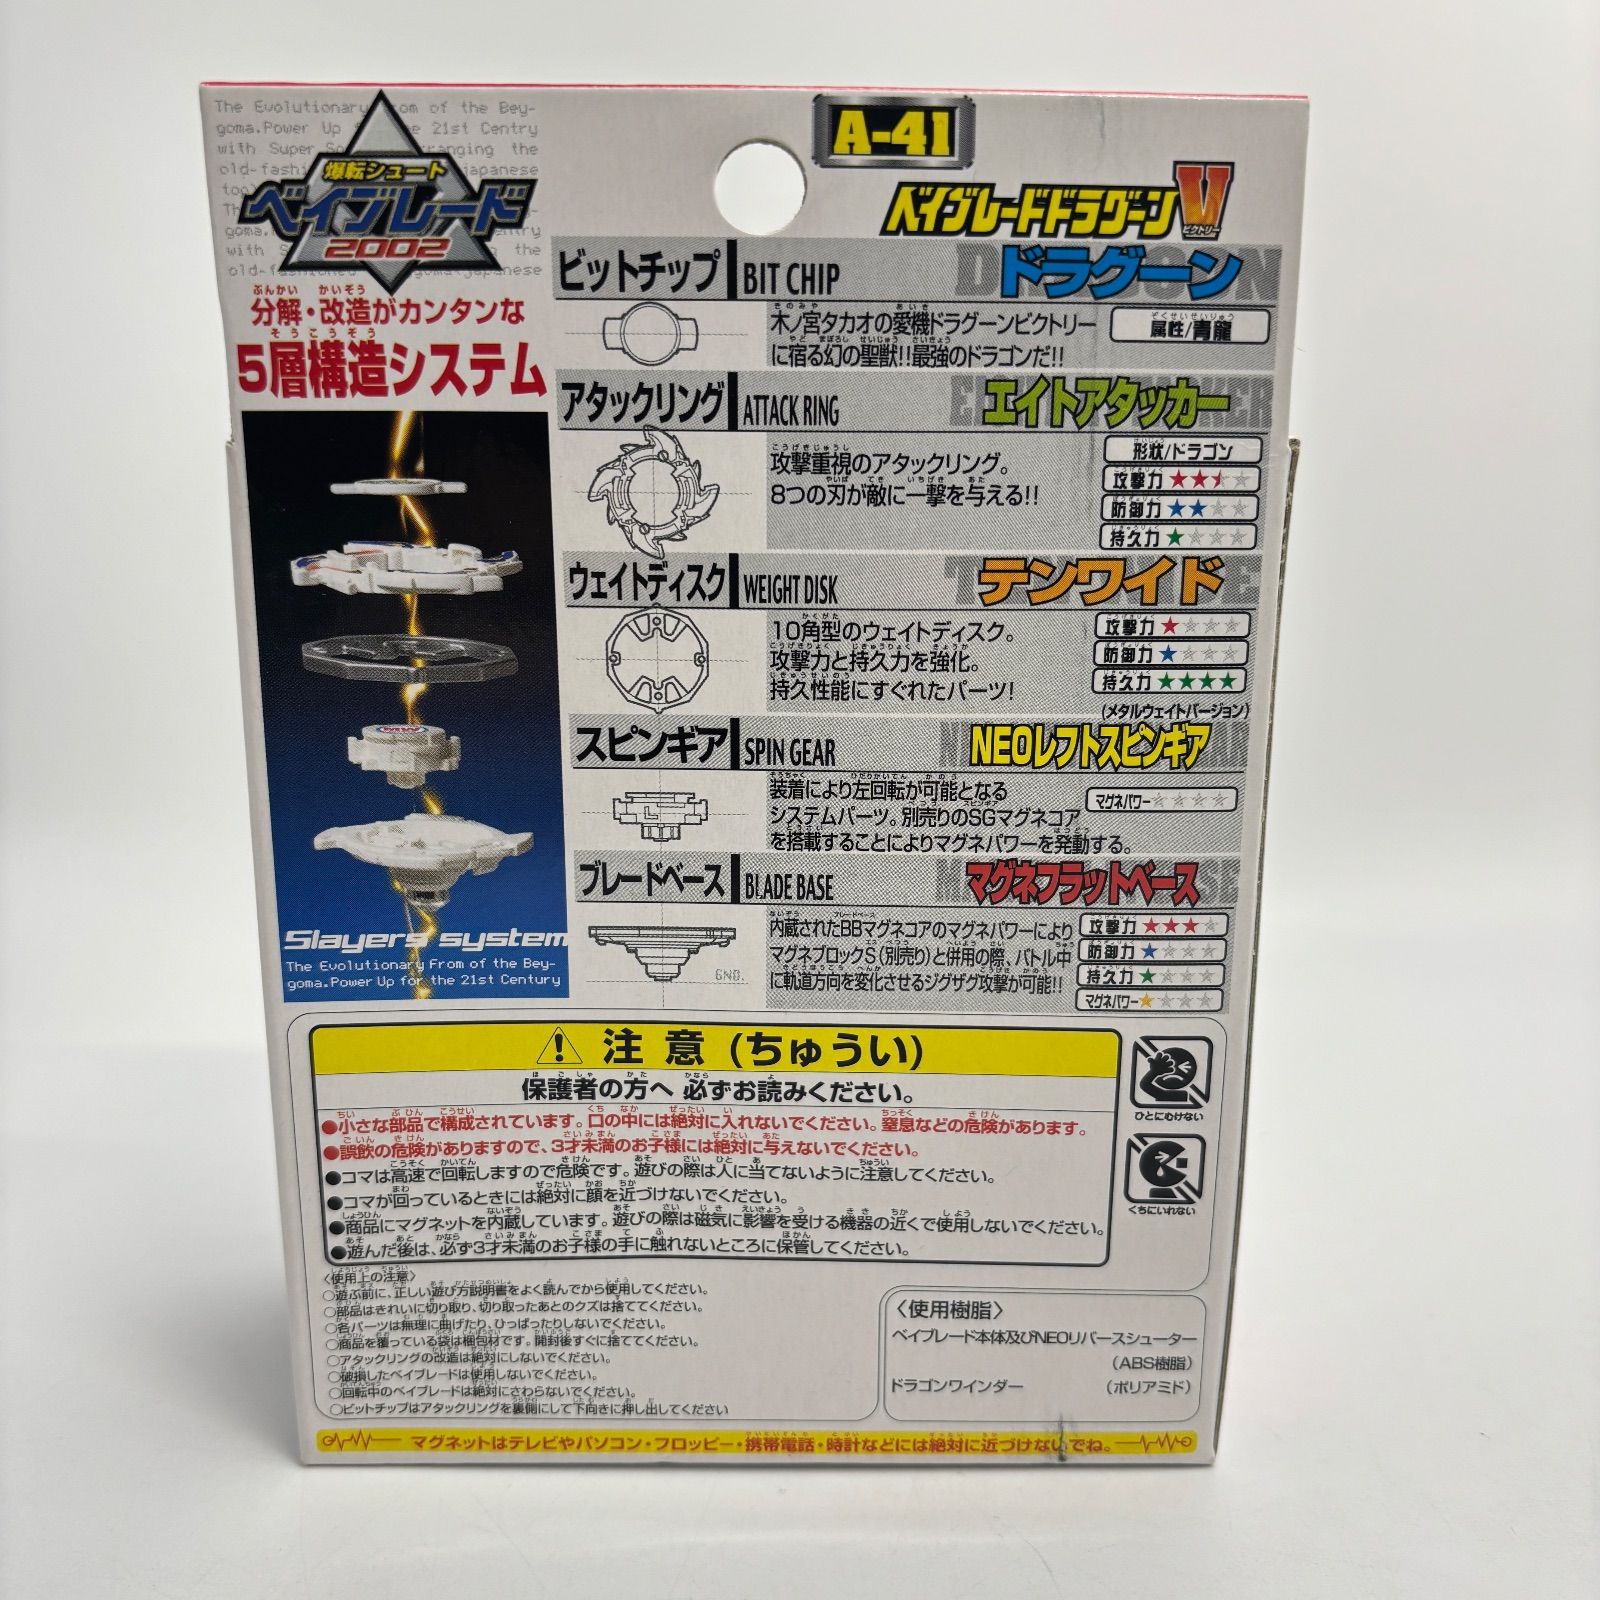 The Evolutionary From of the Bey-
goma.Power Up
21st Centry
with Super
the
old-fashi
japanese
爆転シュート
ベイブレード
2002
分解・改造がカンタンな
5層構造システム
Slayers system
The Evolutionary From of the Bey-
goma.Power Up for the 21st Century
A-41
ベイブレードドラグーンV
ビクトリー
ビットチップ BIT CHIP ドラグーン
木ノ宮タカオの愛機ドラグーンビクトリー
に宿る幻の聖獣!!最強のドラゴンだ!!
属性/青龍
アタックリング ATTACK RING エイトアタッカー
攻撃重視のアタックリング。
8つの刃が敵に一撃を与える!!
形状/ドラゴン
攻撃力
防御力
持久力
ウェイトディスク WEIGHT DISK テンワイド
10角型のウェイトディスク。
攻撃力と持久力を強化。
持久性能にすぐれたパーツ!
攻撃力
防御力
持久力
(メタルウェイトバージョン)
スピンギア SPIN GEAR NEOレフトスピンギア
装着により左回転が可能となる
システムパーツ。別売りのSGマグネコア
を搭載することによりマグネパワーを発動する。
マグネパワー
ブレードベース BLADE BASE マグネフラットベース
内蔵されたBBマグネコアのマグネパワーにより
マグネブロックS(別売り)と併用の際、バトル中
に軌道方向を変化させるジグザグ攻撃が可能!!
GND.
攻撃力
防御力
持久力
マグネパワー
注意(ちゅうい)
保護者の方へ 必ずお読みください。
●小さな部品で構成されています。口の中には絶対に入れないでください。窒息などの危険があります。
●誤飲の危険がありますので、3才未満のお子様には絶対に与えないでください。
●コマは高速で回転しますので危険です。遊びの際は人に当てないように注意してください。
●コマが回っているときには絶対に顔を近づけないでください。
●商品にマグネットを内蔵しています。遊びの際は磁気に影響を受ける機器の近くで使用しないでください。
●遊んだ後は、必ず3才未満のお子様の手に触れないところに保管してください。
ひとにむけない
くちにいれない
〈使用上の注意〉
○遊ぶ前に、正しい遊び方説明書をよく読んでから使用してください。
○部品はきれいに切り取り、切り取ったあとのクズは捨ててください。
○各パーツは無理に曲げたり、ひっぱったりしないでください。
○商品を覆っている袋は梱包材です。開封後すぐに捨ててください。
○アタックリングの改造は絶対にしないでください。
○破損したベイブレードは使用しないでください。
○回転中のベイブレードは絶対にさわらないでください。
○ビットチップはアタックリングを裏側にして下向きに押し出してください
〈使用樹脂〉
ベイブレード本体及びNEOリバースシューター
(ABS樹脂)
ドラゴンワインダー (ポリアミド)
マグネットはテレビやパソコン・フロッピー・携帯電話・時計などには絶対に近づけないでね。